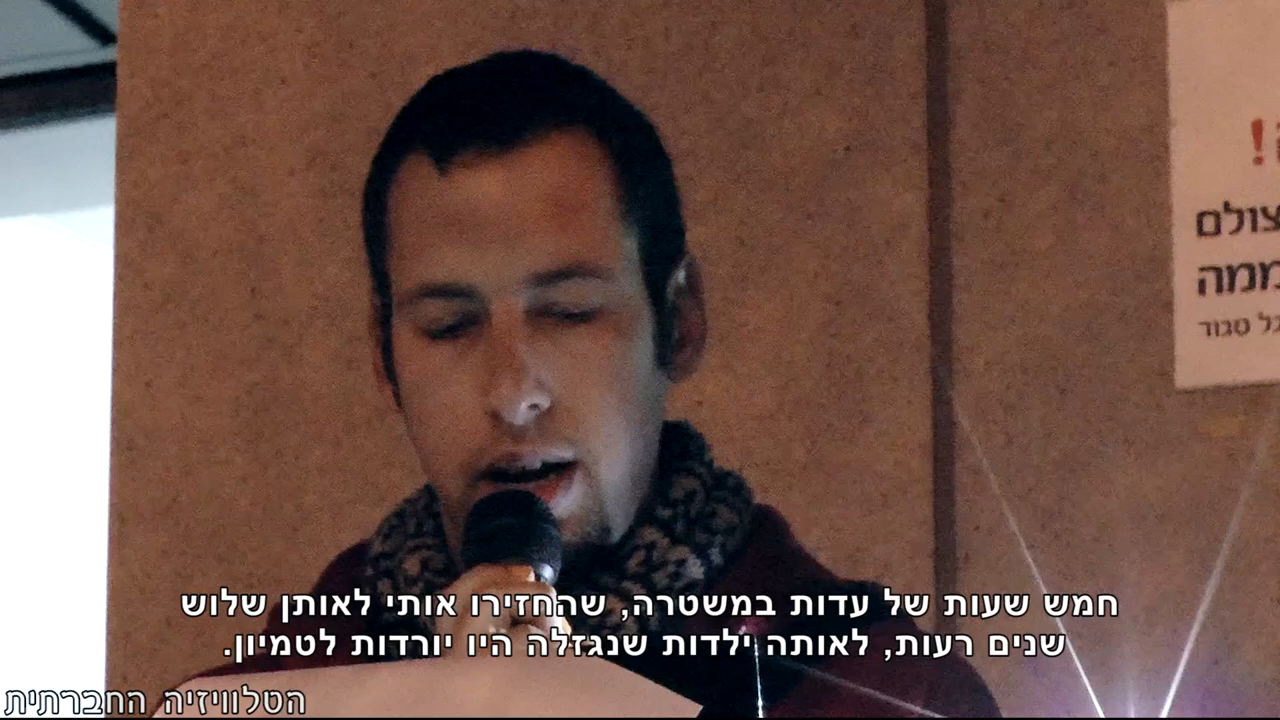 !
צולם
ממה
גל סגור
חמש שעות של עדות במשטרה, שהחזירו אותי לאותן שלוש
שנים רעות, לאותה ילדות שנגזלה היו יורדות לטמיון.
הטלוויזיה החברתית